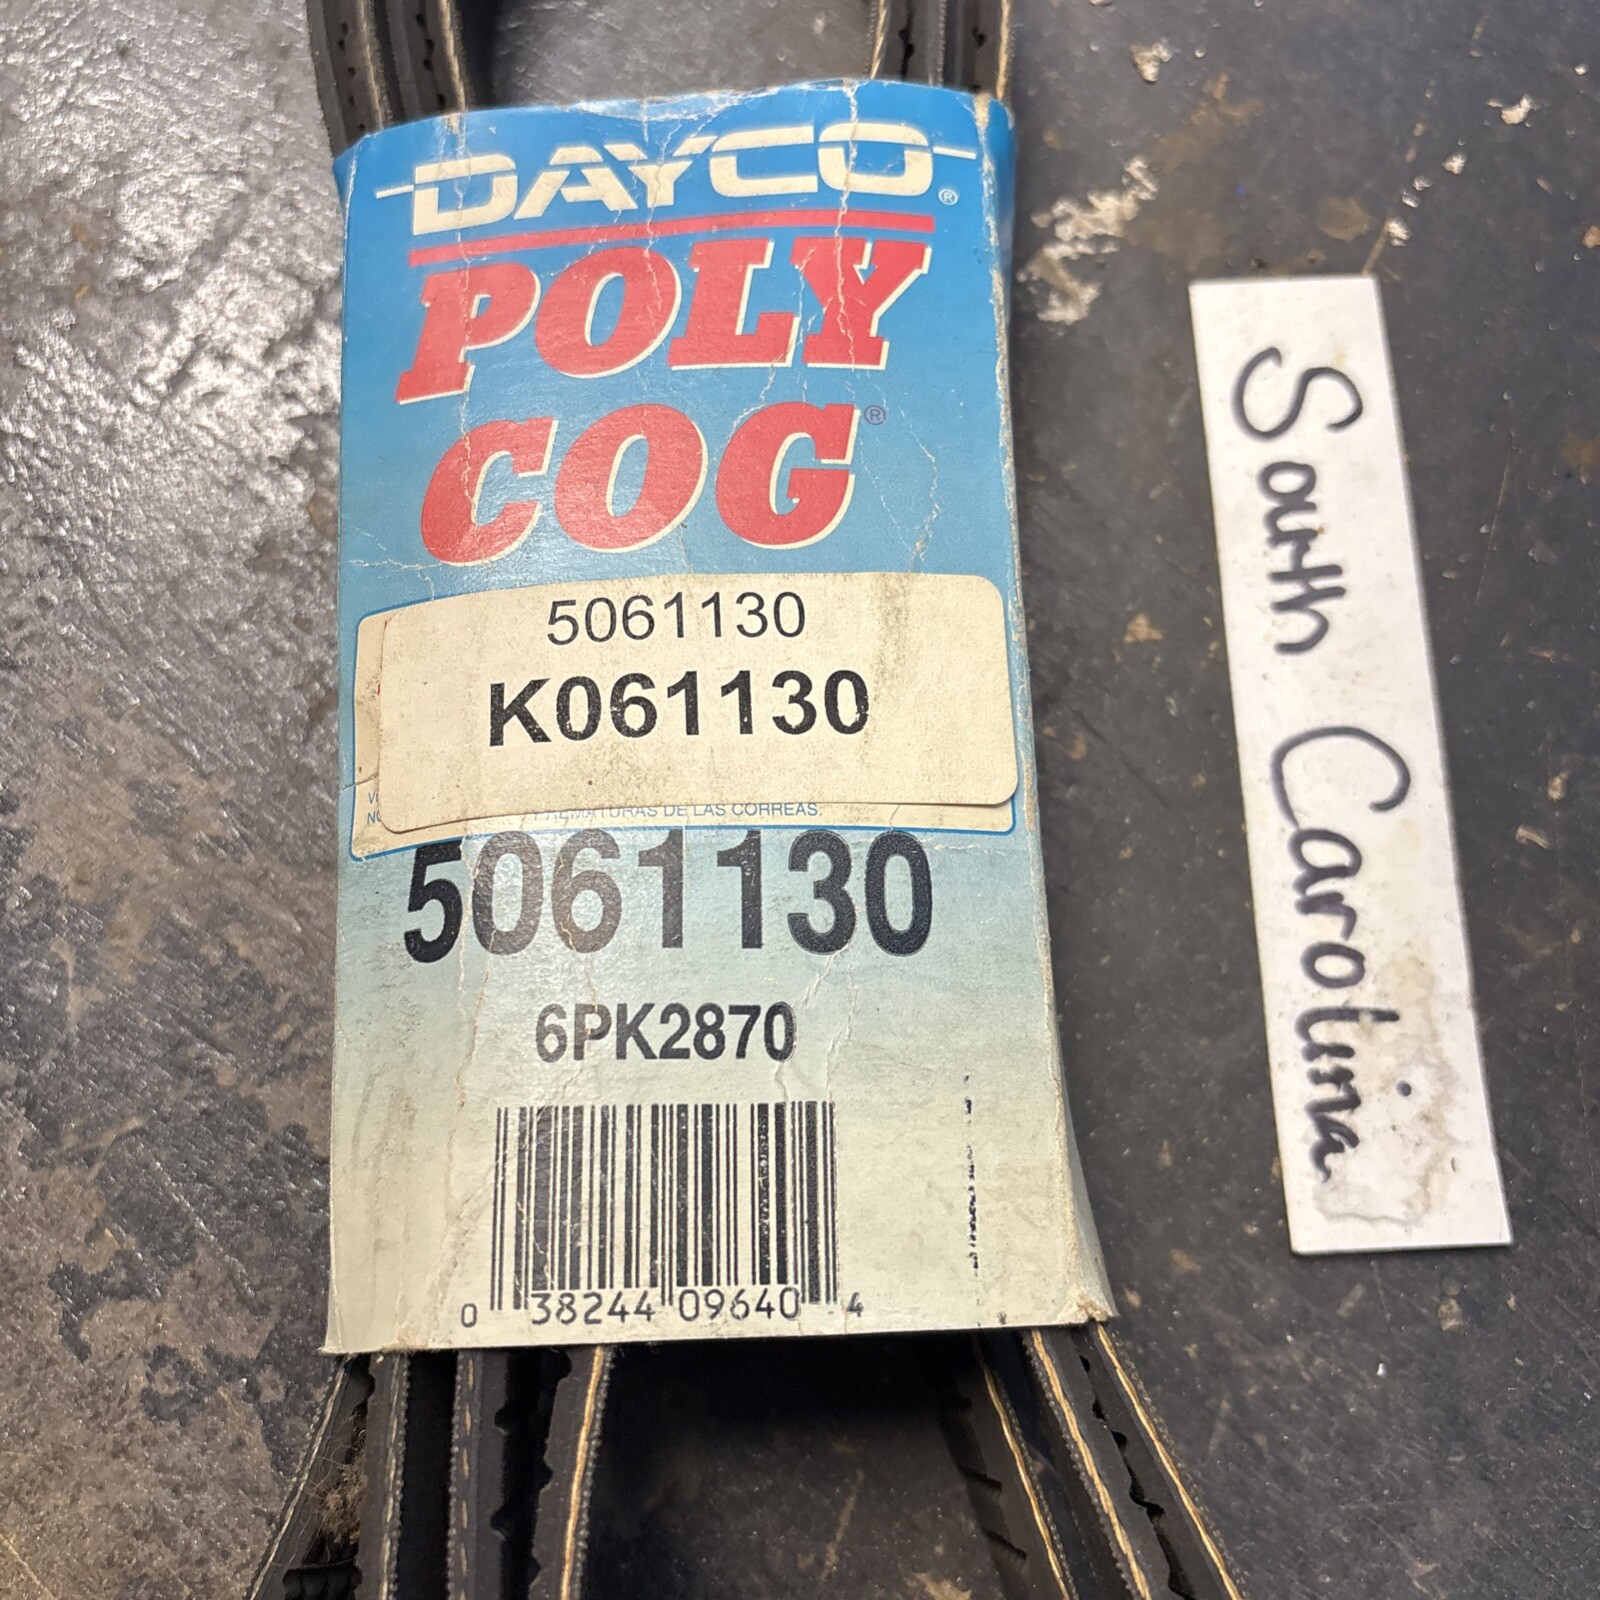 DAYCO®
POLY
COG®
5061130
K061130
PREMATURAS DE LAS CORREAS.
5061130
6PK2870
0 38244 09640 4
South Carolina